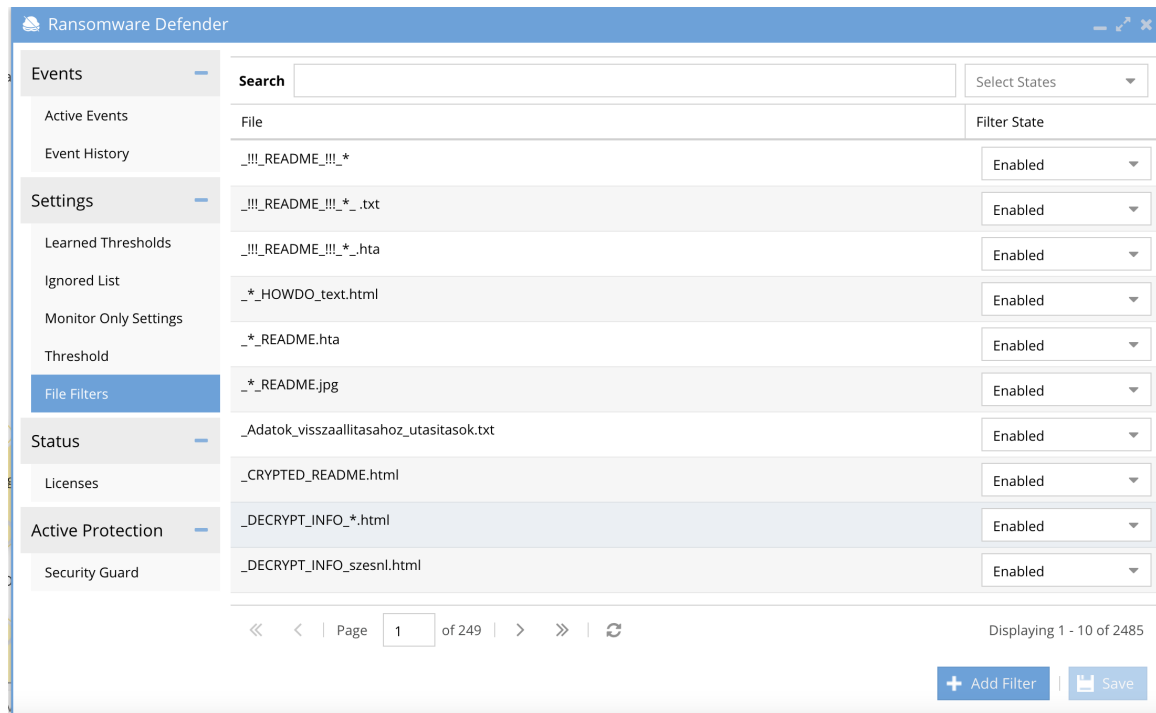 Ransomware Defender
Events
Active Events
Event History
Settings
Learned Thresholds
Ignored List
Monitor Only Settings
Threshold
File Filters
Status
Licenses
Active Protection
Security Guard
Search
Select States
File Filter State
_!!!_README_!!!_* Enabled
_!!!_README_!!!_*_ .txt Enabled
_!!!_README_!!!_*_.hta Enabled
_*_HOWDO_text.html Enabled
_*_README.hta Enabled
_*_README.jpg Enabled
_Adatok_visszaallitasahoz_utasitasok.txt Enabled
_CRYPTED_README.html Enabled
_DECRYPT_INFO_*.html Enabled
_DECRYPT_INFO_szesnl.html Enabled
Page 1 of 249 Displaying 1 - 10 of 2485
Add Filter Save